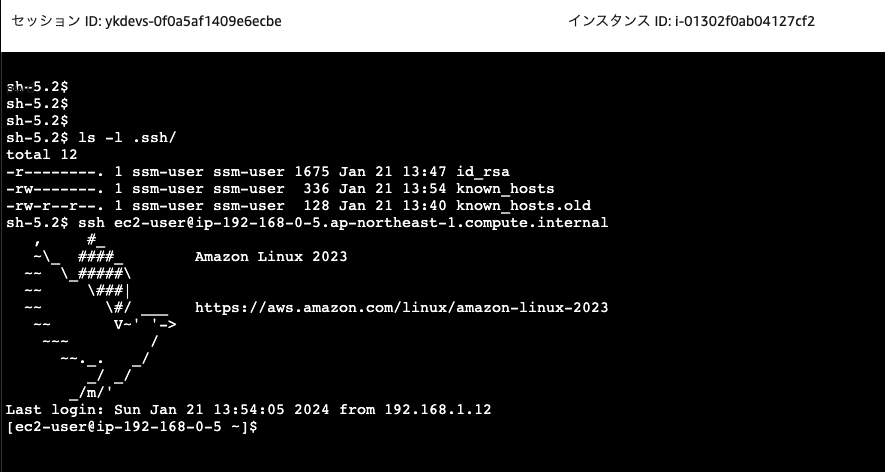 セッション ID: ykdevs-0f0a5af1409e6ecbe
インスタンス ID: i-01302f0ab04127cf2
sh-5.2$
sh-5.2$
sh-5.2$
sh-5.2$ ls -l .ssh/
total 12
-r--------. 1 ssm-user ssm-user 1675 Jan 21 13:47 id_rsa
-rw-------. 1 ssm-user ssm-user  336 Jan 21 13:54 known_hosts
-rw-r--r--. 1 ssm-user ssm-user  128 Jan 21 13:40 known_hosts.old
sh-5.2$ ssh ec2-user@ip-192-168-0-5.ap-northeast-1.compute.internal
   ,     #_
   ~\_  ####_        Amazon Linux 2023
  ~~  \_#####\
  ~~     \###|
  ~~       \#/ ___   https://aws.amazon.com/linux/amazon-linux-2023
   ~~       V~' '->
    ~~~         /
      ~~._.   _/
         _/ _/
       _/m/'
Last login: Sun Jan 21 13:54:05 2024 from 192.168.1.12
[ec2-user@ip-192-168-0-5 ~]$